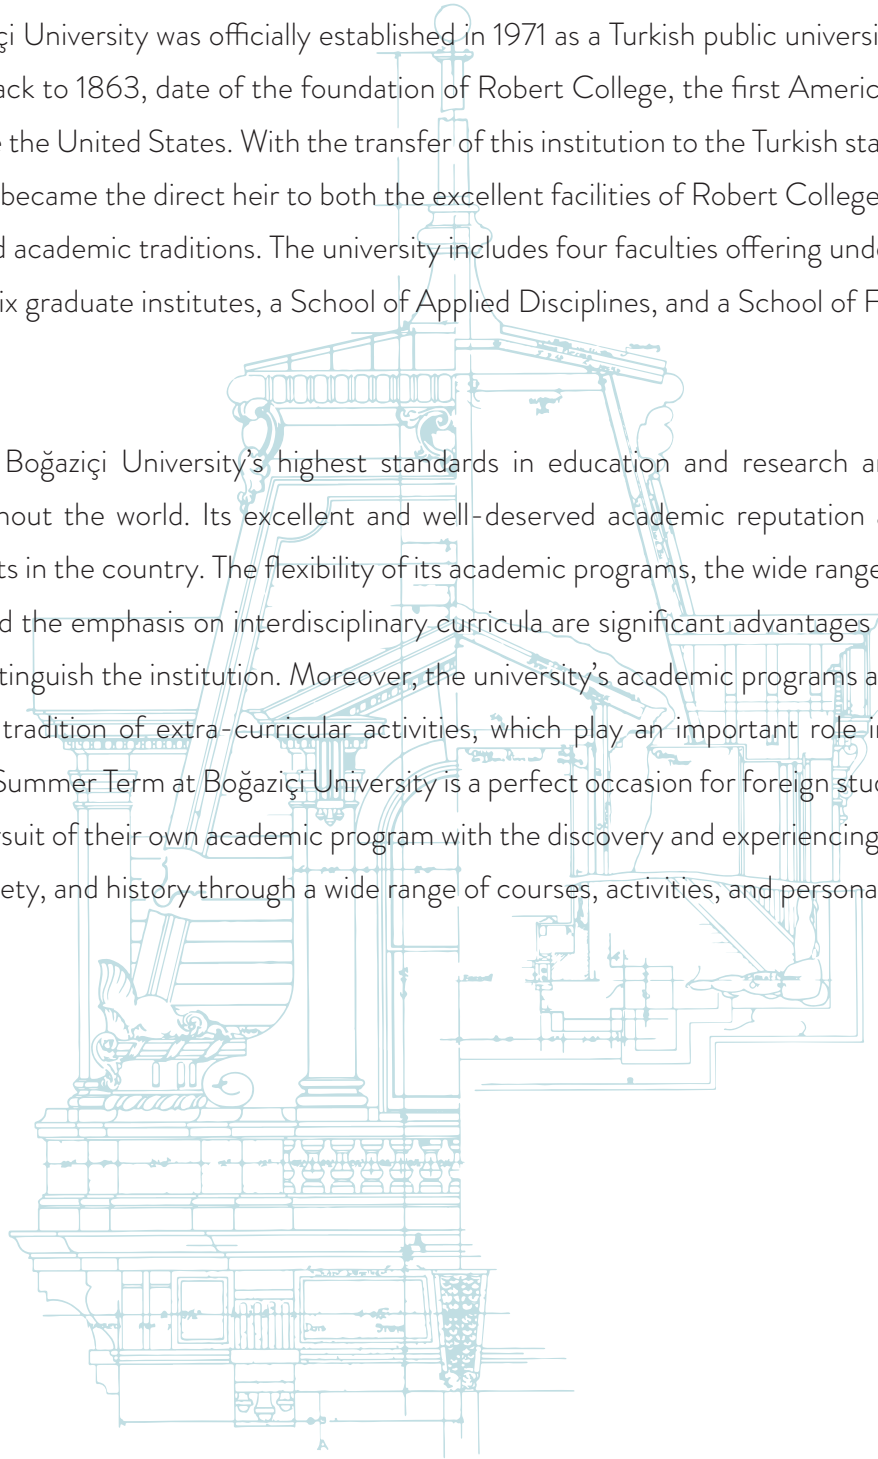 çi University was officially established in 1971 as a Turkish public universi
ack to 1863, date of the foundation of Robert College, the first Americ
e the United States. With the transfer of this institution to the Turkish sta
became the direct heir to both the excellent facilities of Robert College
d academic traditions. The university includes four faculties offering und
ix graduate institutes, a School of Applied Disciplines, and a School of F
Boğaziçi University's highest standards in education and research a
hout the world. Its excellent and well-deserved academic reputation a
ts in the country. The flexibility of its academic programs, the wide range
d the emphasis on interdisciplinary curricula are significant advantages
tinguish the institution. Moreover, the university's academic programs a
tradition of extra-curricular activities, which play an important role in
Summer Term at Boğaziçi University is a perfect occasion for foreign stu
rsuit of their own academic program with the discovery and experiencing
ety, and history through a wide range of courses, activities, and persona
A